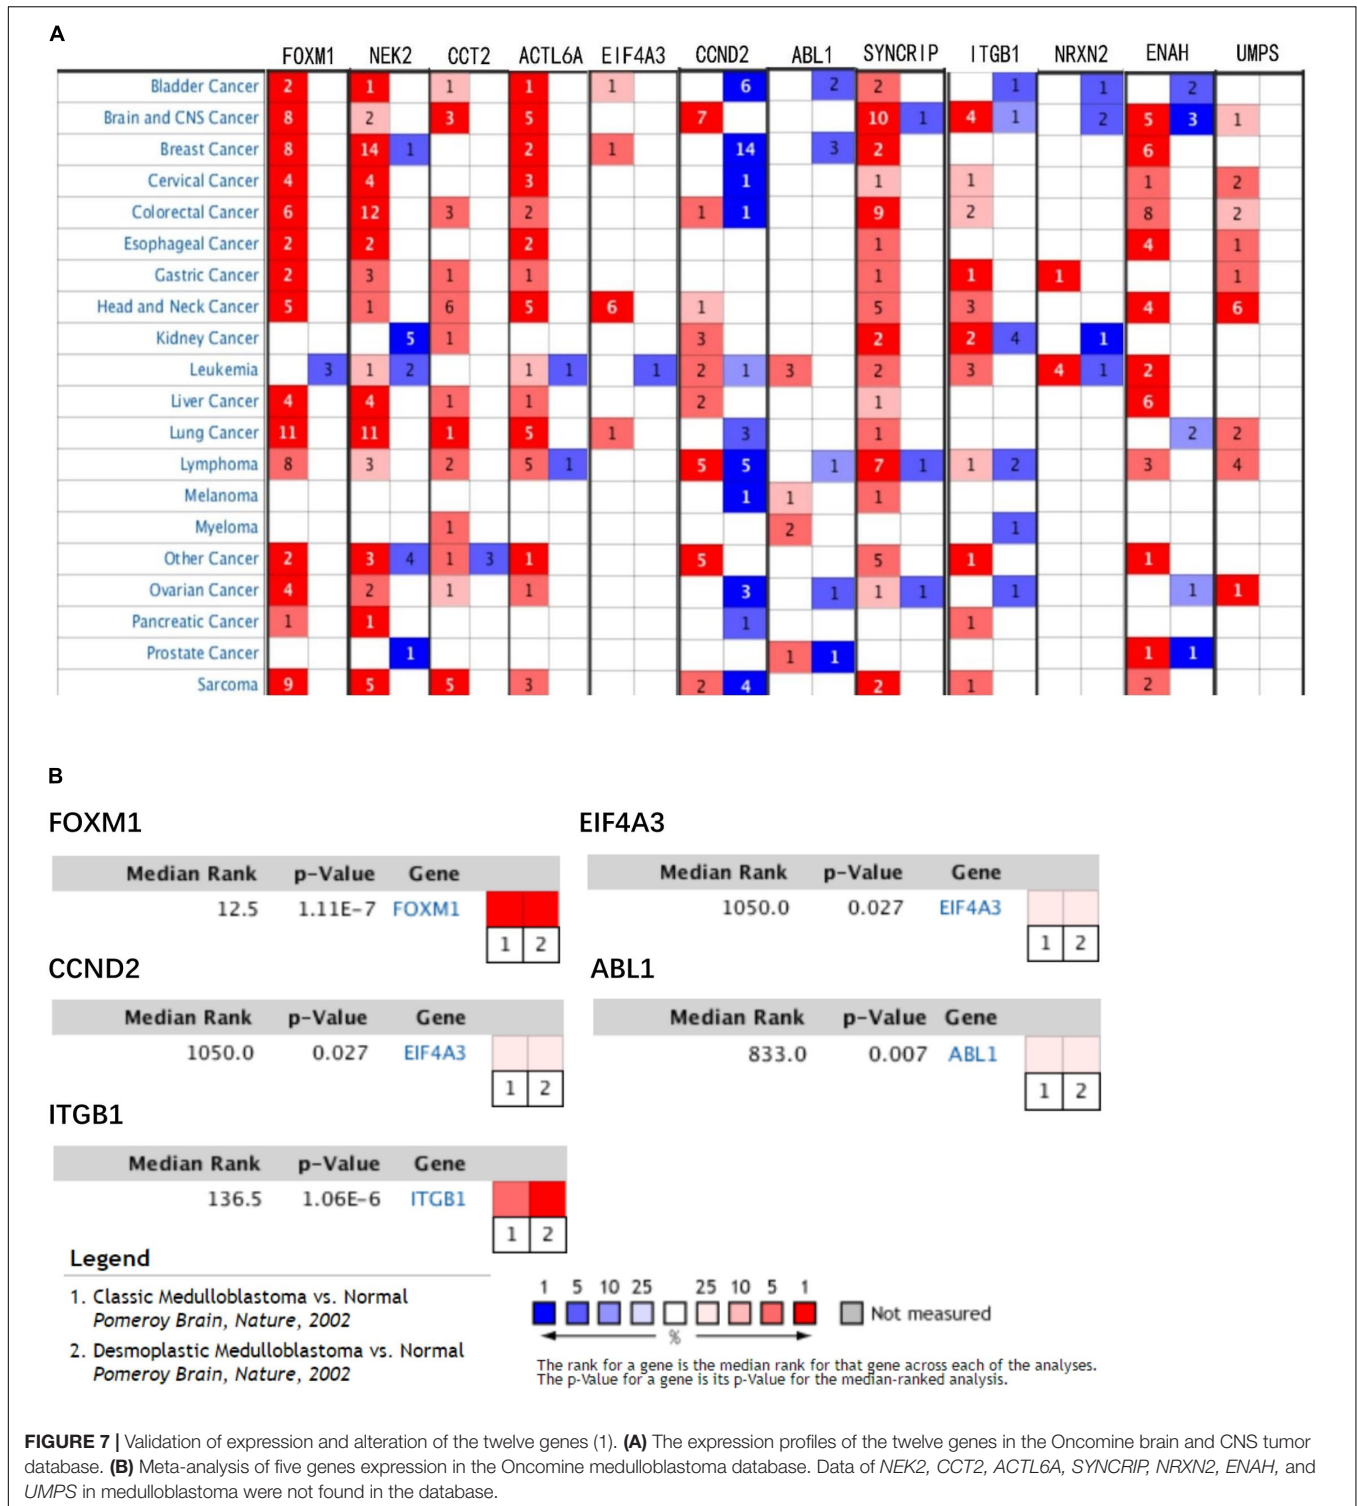 A
FOXM1 NEK2 CCT2 ACTL6A EIF4A3 CCND2 ABL1 SYNCRIP ITGB1 NRXN2 ENAH UMPS
Bladder Cancer 2 1 1 1 1 6 2 2 1 1 2
Brain and CNS Cancer 8 2 3 5 7 10 1 4 1 2 5 3 1
Breast Cancer 8 14 1 2 1 14 3 2 6
Cervical Cancer 4 4 3 1 1 1 1 2
Colorectal Cancer 6 12 3 2 1 1 9 2 8 2
Esophageal Cancer 2 2 2 1 4 1
Gastric Cancer 2 3 1 1 1 1 1 1
Head and Neck Cancer 5 1 6 5 6 1 5 3 4 6
Kidney Cancer 5 1 3 2 2 4 1
Leukemia 3 1 2 1 1 1 2 1 3 2 3 4 1 2
Liver Cancer 4 4 1 1 2 1 6
Lung Cancer 11 11 1 5 1 3 1 2 2
Lymphoma 8 3 2 5 1 5 5 1 7 1 1 2 3 4
Melanoma 1 1 1
Myeloma 1 2 1
Other Cancer 2 3 4 1 3 1 5 5 1 1
Ovarian Cancer 4 2 1 1 3 1 1 1 1 1 1
Pancreatic Cancer 1 1 1 1
Prostate Cancer 1 1 1 1 1
Sarcoma 9 5 5 3 2 4 2 1 2
B
FOXM1
Median Rank p-Value Gene
12.5 1.11E-7 FOXM1
1 2
EIF4A3
Median Rank p-Value Gene
1050.0 0.027 EIF4A3
1 2
CCND2
Median Rank p-Value Gene
1050.0 0.027 EIF4A3
1 2
ABL1
Median Rank p-Value Gene
833.0 0.007 ABL1
1 2
ITGB1
Median Rank p-Value Gene
136.5 1.06E-6 ITGB1
1 2
Legend
1. Classic Medulloblastoma vs. Normal
Pomeroy Brain, Nature, 2002
2. Desmoplastic Medulloblastoma vs. Normal
Pomeroy Brain, Nature, 2002
1 5 10 25 25 10 5 1
Not measured
%
The rank for a gene is the median rank for that gene across each of the analyses.
The p-Value for a gene is its p-Value for the median-ranked analysis.
FIGURE 7 | Validation of expression and alteration of the twelve genes (1). (A) The expression profiles of the twelve genes in the Oncomine brain and CNS tumor
database. (B) Meta-analysis of five genes expression in the Oncomine medulloblastoma database. Data of NEK2, CCT2, ACTL6A, SYNCRIP, NRXN2, ENAH, and
UMPS in medulloblastoma were not found in the database.